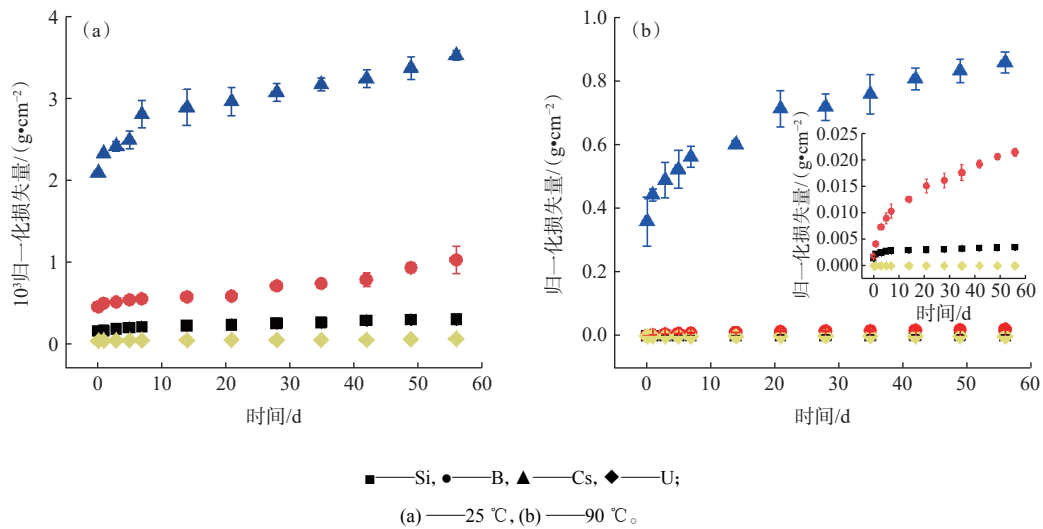 (a)
4
3
2
1
0
10³归一化损失量/(g•cm⁻²)
0 10 20 30 40 50 60
时间/d
(b)
1.0
0.8
0.6
0.4
0.2
0.0
归一化损失量/(g•cm⁻²)
0 10 20 30 40 50 60
时间/d
0.025
0.020
0.015
0.010
0.005
0.000
归一化损失量/(g•cm⁻²)
0 10 20 30 40 50 60
时间/d
■——Si, ●——B, ▲——Cs, ◆——U;
(a) ——25 ℃, (b) ——90 ℃。